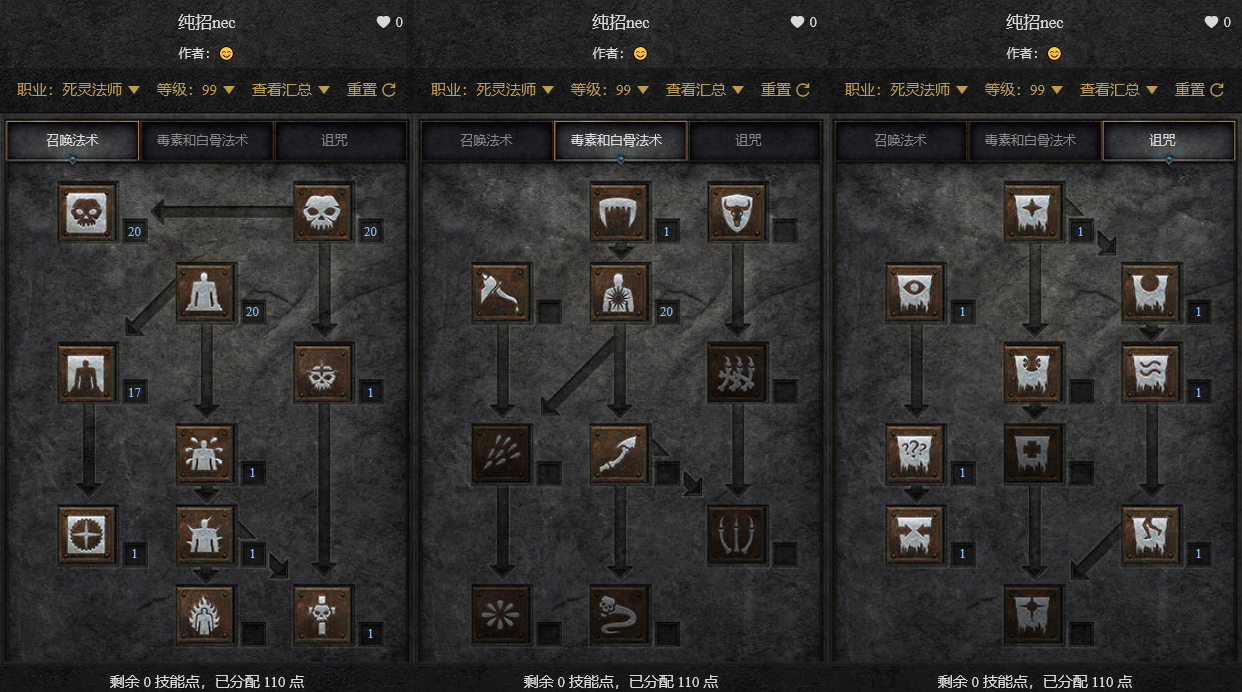 纯招nec
0
作者：
职业：死灵法师 等级：99 查看汇总 重置
召唤法术 毒素和白骨法术 诅咒
20 20
20
17 1
1
1 1
1
剩余 0 技能点，已分配 110 点
纯招nec
0
作者：
职业：死灵法师 等级：99 查看汇总 重置
召唤法术 毒素和白骨法术 诅咒
1
20
剩余 0 技能点，已分配 110 点
纯招nec
0
作者：
职业：死灵法师 等级：99 查看汇总 重置
召唤法术 毒素和白骨法术 诅咒
1
1 1
1
???
1
1 1
剩余 0 技能点，已分配 110 点